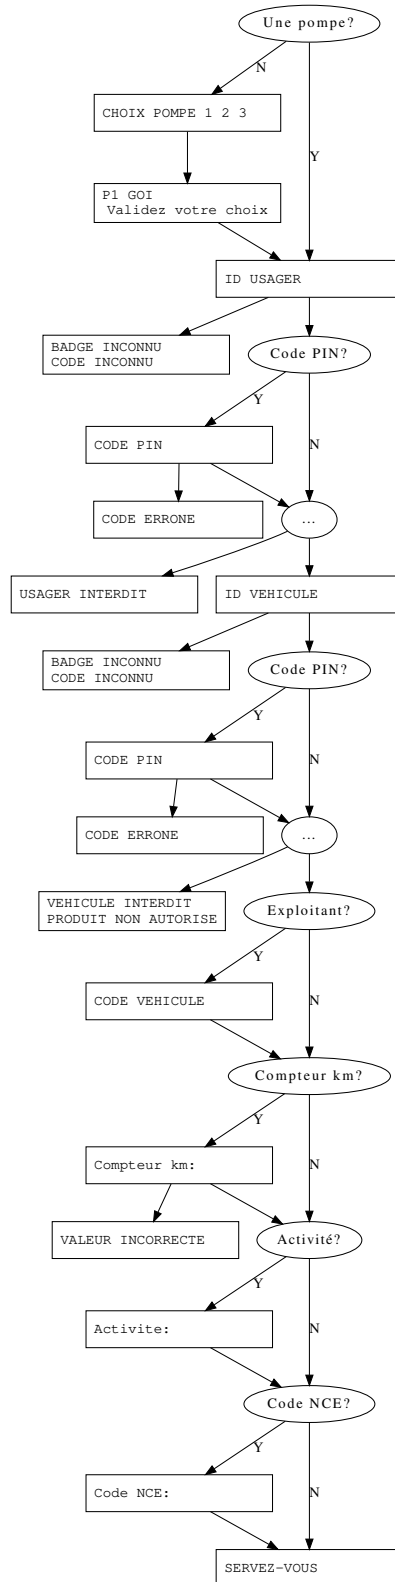 Une pompe?
N
CHOIX POMPE 1 2 3
Y
P1 GOI
Validez votre choix
ID USAGER
BADGE INCONNU
CODE INCONNU
Code PIN?
Y
CODE PIN
N
CODE ERRONE
...
USAGER INTERDIT
ID VEHICULE
BADGE INCONNU
CODE INCONNU
Code PIN?
Y
CODE PIN
N
CODE ERRONE
...
VEHICULE INTERDIT
PRODUIT NON AUTORISE
Exploitant?
Y
CODE VEHICULE
N
Compteur km?
Y
Compteur km:
N
VALEUR INCORRECTE
Activité?
Y
Activite:
N
Code NCE?
Y
Code NCE:
N
SERVEZ-VOUS